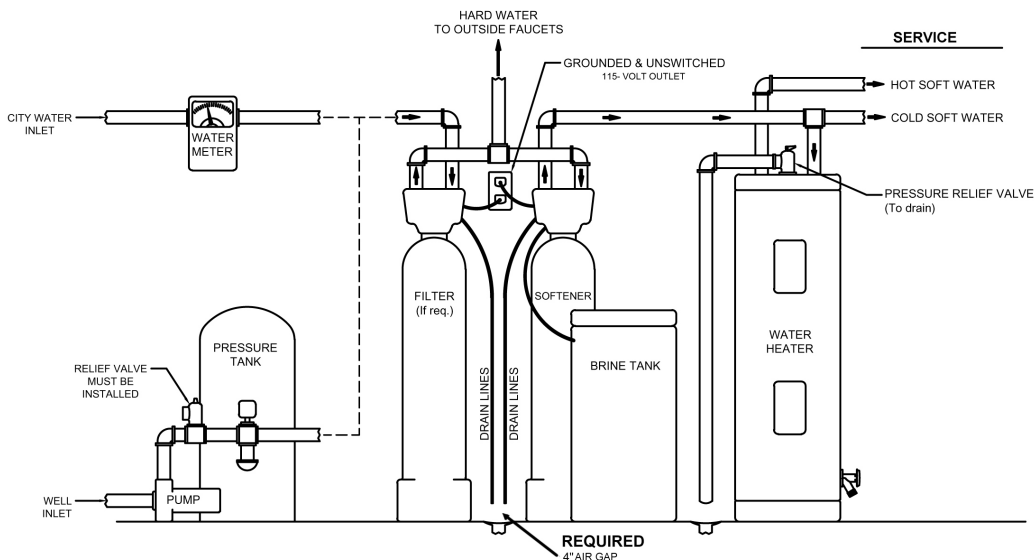 HARD WATER
TO OUTSIDE FAUCETS
SERVICE
GROUNDED & UNSWITCHED
115- VOLT OUTLET
HOT SOFT WATER
CITY WATER
INLET
WATER
METER
COLD SOFT WATER
PRESSURE RELIEF VALVE
(To drain)
FILTER
(If req.)
SOFTENER
PRESSURE
TANK
WATER
HEATER
RELIEF VALVE
MUST BE
INSTALLED
BRINE TANK
DRAIN LINES
DRAIN LINES
WELL
INLET
PUMP
REQUIRED
4" AIR GAP